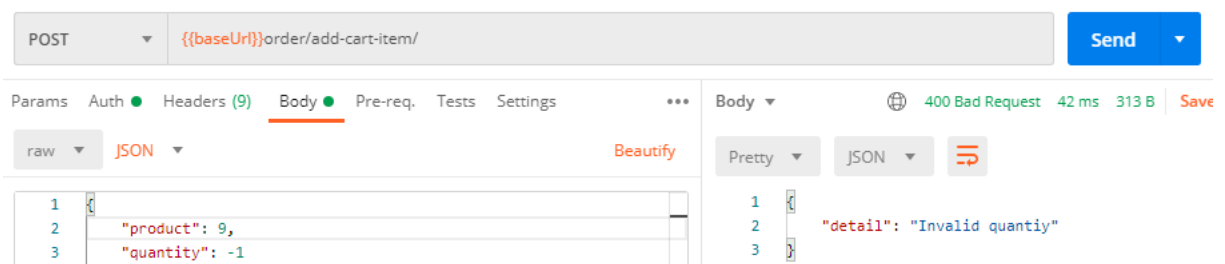 POST {{baseUrl}}order/add-cart-item/ Send
Params Auth Headers (9) Body Pre-req. Tests Settings
raw JSON Beautify
1 {
2 "product": 9,
3 "quantity": -1
Body 400 Bad Request 42 ms 313 B Save
Pretty JSON
1 {
2 "detail": "Invalid quantiy"
3 }